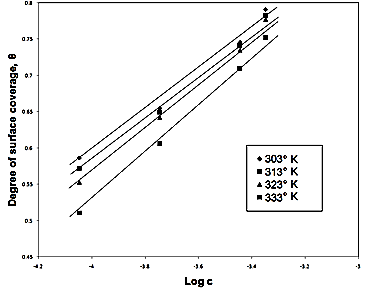 0.8
0.75
0.7
0.65
0.6
0.55
0.5
0.45
Degree of surface coverage, θ
-4.2 -4 -3.8 -3.6 -3.4 -3.2 -3
Log c
303° K
313° K
323° K
333° K